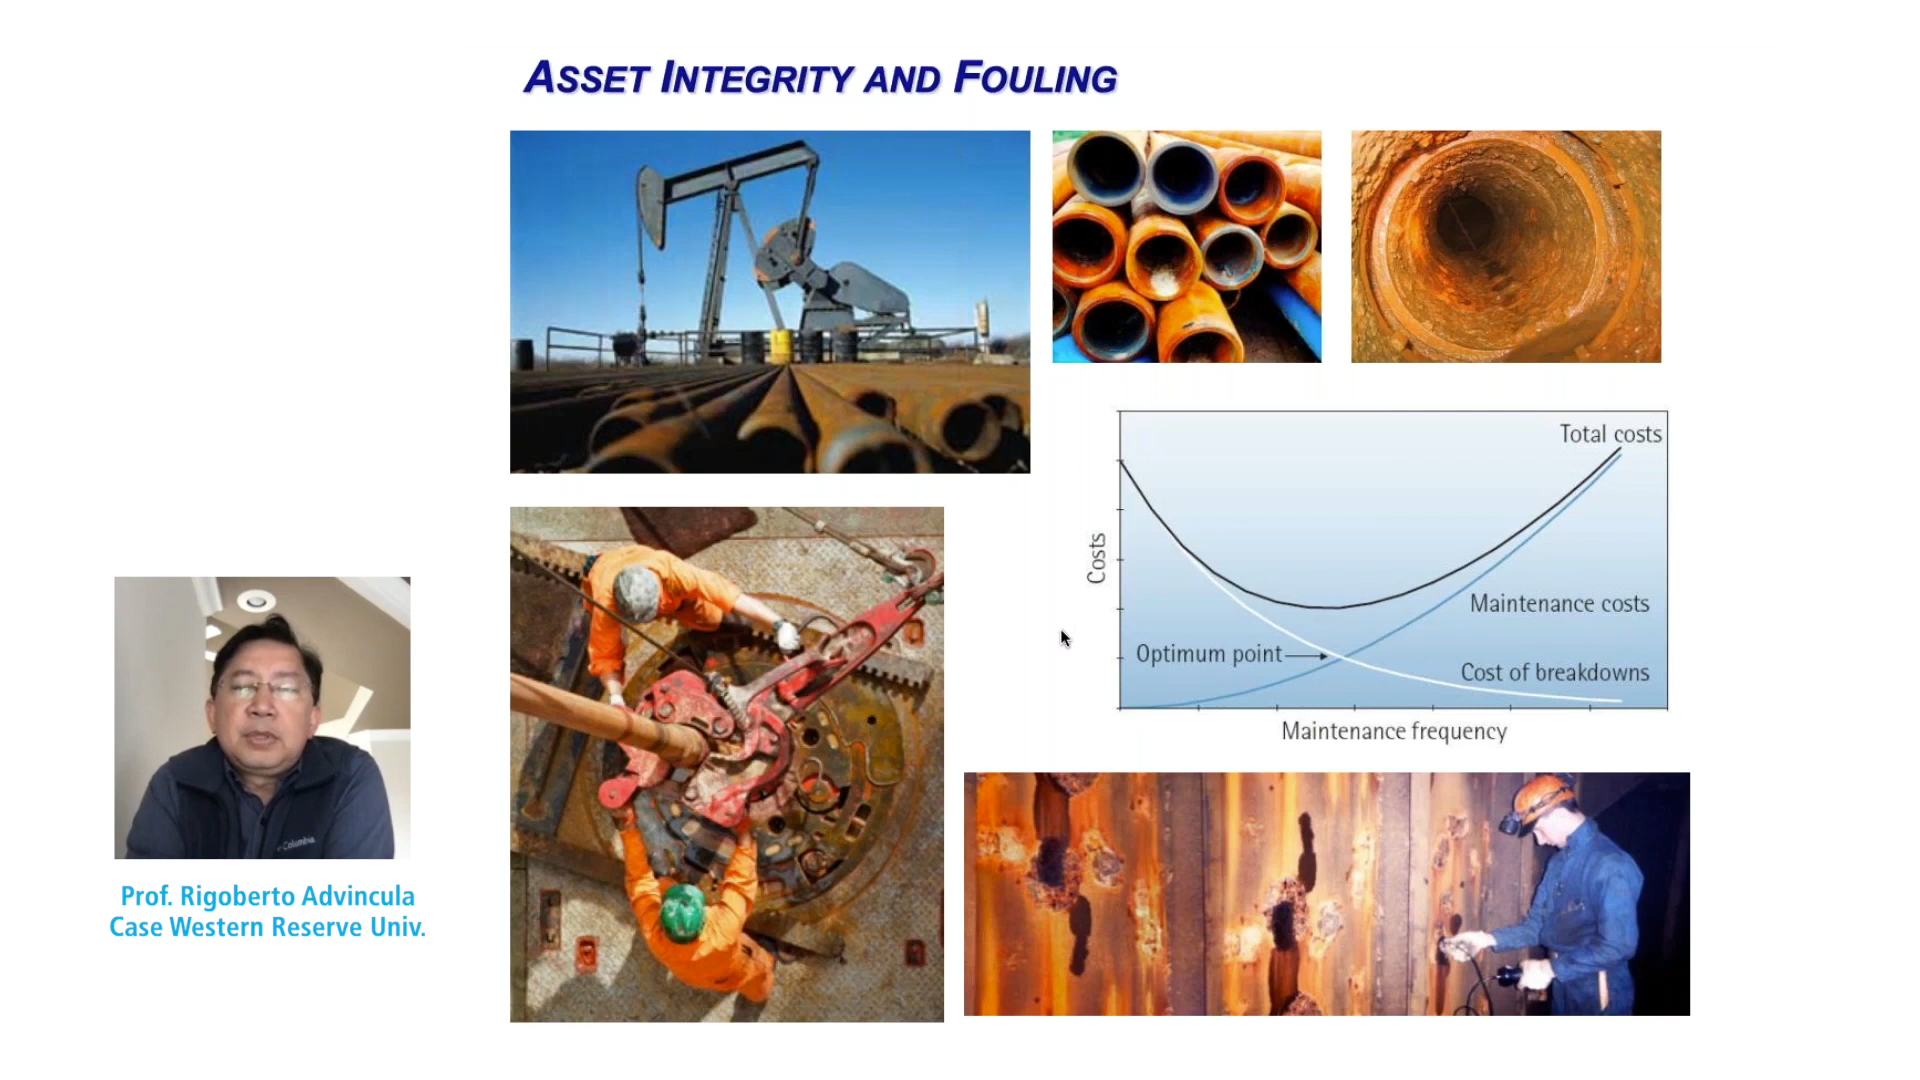 ASSET INTEGRITY AND FOULING
Total costs
Costs
Maintenance costs
Optimum point
Cost of breakdowns
Maintenance frequency
Columbia
Prof. Rigoberto Advincula
Case Western Reserve Univ.